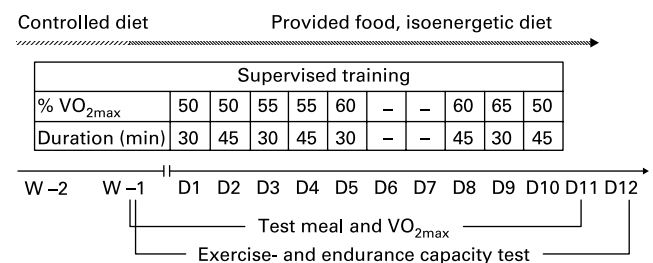 Controlled diet Provided food, isoenergetic diet
Supervised training
% VO2max 50 50 55 55 60 – – 60 65 50
Duration (min) 30 45 30 45 30 – – 45 30 45
W –2 W –1 D1 D2 D3 D4 D5 D6 D7 D8 D9 D10 D11 D12
Test meal and VO2max
Exercise- and endurance capacity test